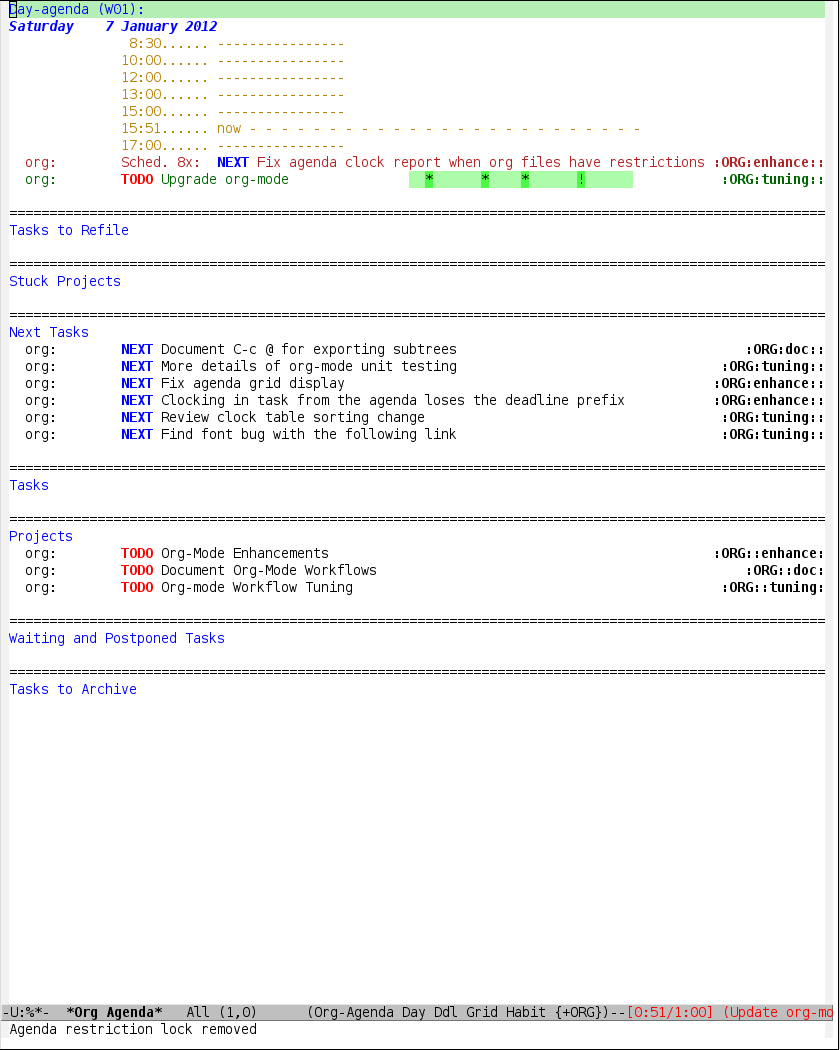 Day-agenda (W01):
Saturday    7 January 2012
               8:30...... ----------------
              10:00...... ----------------
              12:00...... ----------------
              13:00...... ----------------
              15:00...... ----------------
              15:51...... now - - - - - - - - - - - - - - - - - - - - - - - - -
              17:00...... ----------------
  org:        Sched. 8x:  NEXT Fix agenda clock report when org files have restrictions :ORG:enhance::
  org:        TODO Upgrade org-mode                 *      *    *      !                 :ORG:tuning::
======================================================================================================
Tasks to Refile
======================================================================================================
Stuck Projects
======================================================================================================
Next Tasks
  org:        NEXT Document C-c @ for exporting subtrees                                    :ORG:doc::
  org:        NEXT More details of org-mode unit testing                                 :ORG:tuning::
  org:        NEXT Fix agenda grid display                                              :ORG:enhance::
  org:        NEXT Clocking in task from the agenda loses the deadline prefix           :ORG:enhance::
  org:        NEXT Review clock table sorting change                                     :ORG:tuning::
  org:        NEXT Find font bug with the following link                                 :ORG:tuning::
======================================================================================================
Tasks
======================================================================================================
Projects
  org:        TODO Org-Mode Enhancements                                                :ORG::enhance:
  org:        TODO Document Org-Mode Workflows                                              :ORG::doc:
  org:        TODO Org-mode Workflow Tuning                                              :ORG::tuning:
======================================================================================================
Waiting and Postponed Tasks
======================================================================================================
Tasks to Archive
-U:%*-  *Org Agenda*   All (1,0)      (Org-Agenda Day Ddl Grid Habit {+ORG})--[0:51/1:00] (Update org-mo
Agenda restriction lock removed